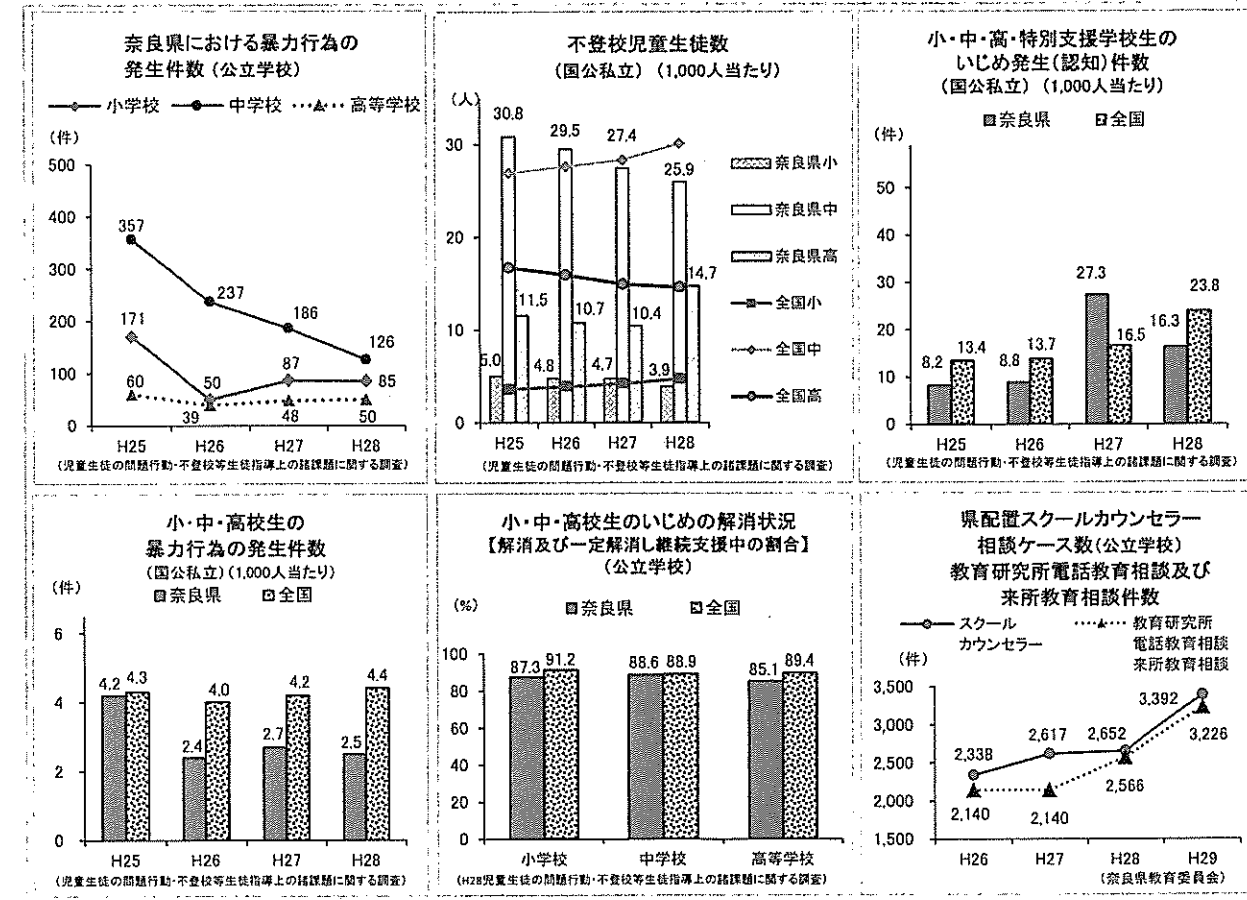 奈良県における暴力行為の
発生件数(公立学校)
小学校 中学校 高等学校
(件)
500
400
300
200
100
0
357
237
186
126
171
50
87
85
60
39
48
50
H25 H26 H27 H28
(児童生徒の問題行動・不登校等生徒指導上の諸課題に関する調査)
不登校児童生徒数
(国公私立) (1,000人当たり)
(人)
30
20
10
0
30.8
29.5
27.4
25.9
11.5
10.7
10.4
14.7
5.0
4.8
4.7
3.9
奈良県小
奈良県中
奈良県高
全国小
全国中
全国高
H25 H26 H27 H28
(児童生徒の問題行動・不登校等生徒指導上の諸課題に関する調査)
小・中・高・特別支援学校生の
いじめ発生(認知)件数
(国公私立) (1,000人当たり)
奈良県 全国
(件)
50
40
30
20
10
0
8.2 13.4
8.8 13.7
27.3 16.5
16.3 23.8
H25 H26 H27 H28
(児童生徒の問題行動・不登校等生徒指導上の諸課題に関する調査)
小・中・高校生の
暴力行為の発生件数
(国公私立)(1,000人当たり)
奈良県 全国
(件)
6
4
2
0
4.2 4.3
2.4 4.0
2.7 4.2
2.5 4.4
H25 H26 H27 H28
(児童生徒の問題行動・不登校等生徒指導上の諸課題に関する調査)
小・中・高校生のいじめの解消状況
【解消及び一定解消し継続支援中の割合】
(公立学校)
(%)
奈良県 全国
100
80
60
40
20
0
87.3 91.2
88.6 88.9
85.1 89.4
小学校 中学校 高等学校
(H28児童生徒の問題行動・不登校等生徒指導上の諸課題に関する調査)
県配置スクールカウンセラー
相談ケース数(公立学校)
教育研究所電話教育相談及び
来所教育相談件数
スクール
カウンセラー
教育研究所
電話教育相談
来所教育相談
(件)
3,500
3,000
2,500
2,000
1,500
2,338
2,617
2,652
3,392
2,140
2,140
2,566
3,226
H26 H27 H28 H29
(奈良県教育委員会)